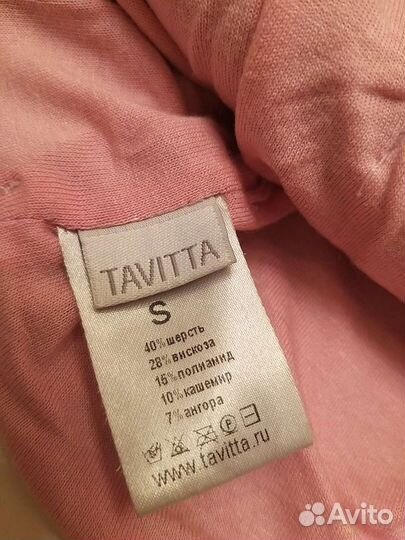 TAVITTA
S
40% шерсть
28% вискоза
15% полиамид
10% кашемир
7% ангора
www.tavitta.ru
Avito